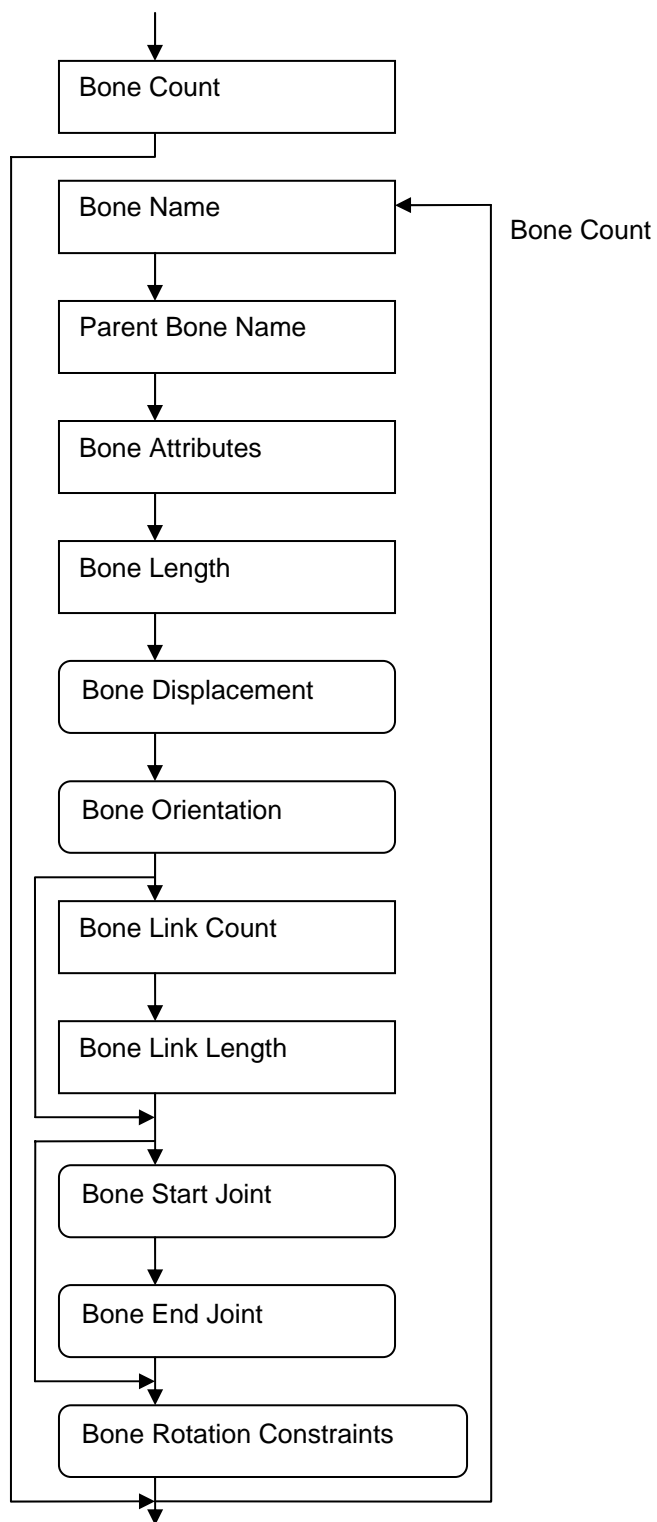 Bone Count
Bone Name
Bone Count
Parent Bone Name
Bone Attributes
Bone Length
Bone Displacement
Bone Orientation
Bone Link Count
Bone Link Length
Bone Start Joint
Bone End Joint
Bone Rotation Constraints